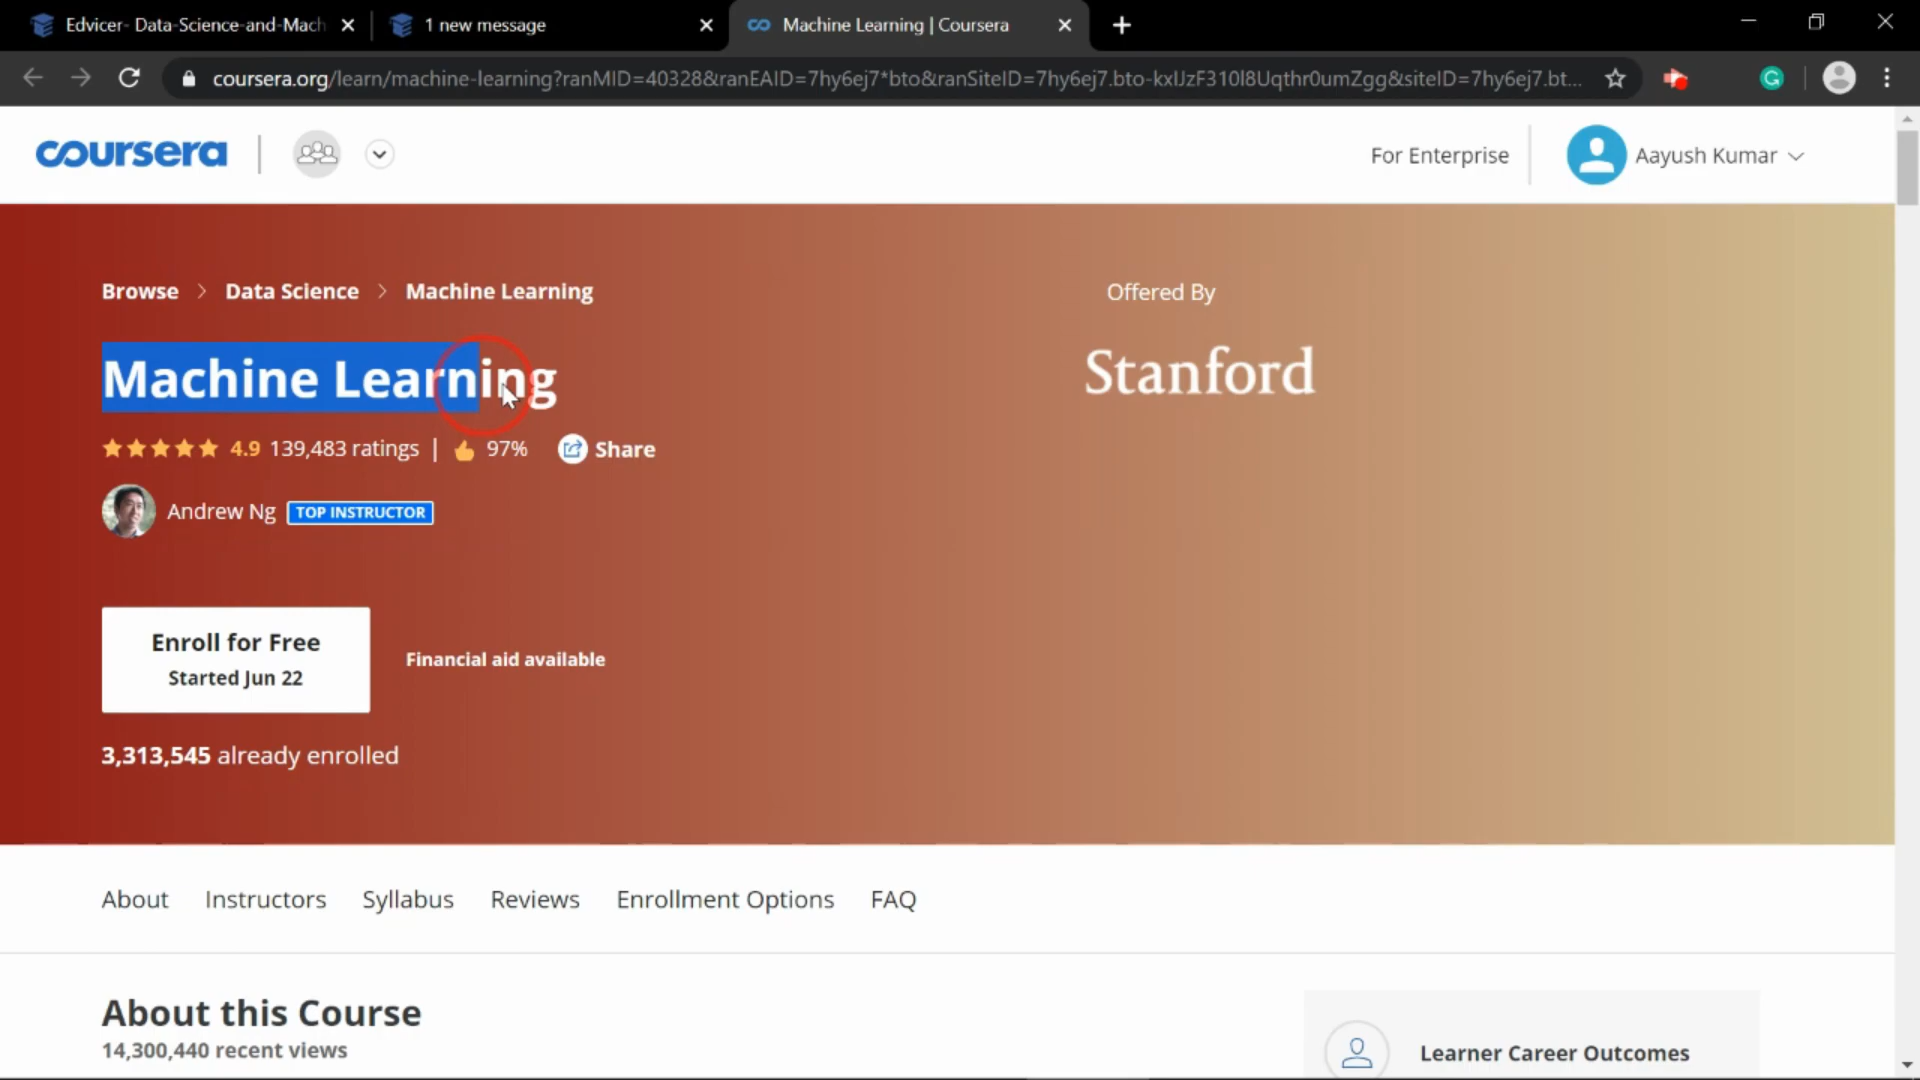 Edvicer- Data-Science-and-Mach
1 new message
Machine Learning | Coursera
coursera.org/learn/machine-learning?ranMID=40328&ranEAID=7hy6ej7*bto&ranSiteID=7hy6ej7.bto-kxIJzF310l8Uqthr0umZgg&siteID=7hy6ej7.bt...
coursera
For Enterprise
Aayush Kumar
Browse > Data Science > Machine Learning
Offered By
Machine Learning
Stanford
4.9 139,483 ratings | 97% Share
Andrew Ng TOP INSTRUCTOR
Enroll for Free
Started Jun 22
Financial aid available
3,313,545 already enrolled
About Instructors Syllabus Reviews Enrollment Options FAQ
About this Course
14,300,440 recent views
Learner Career Outcomes